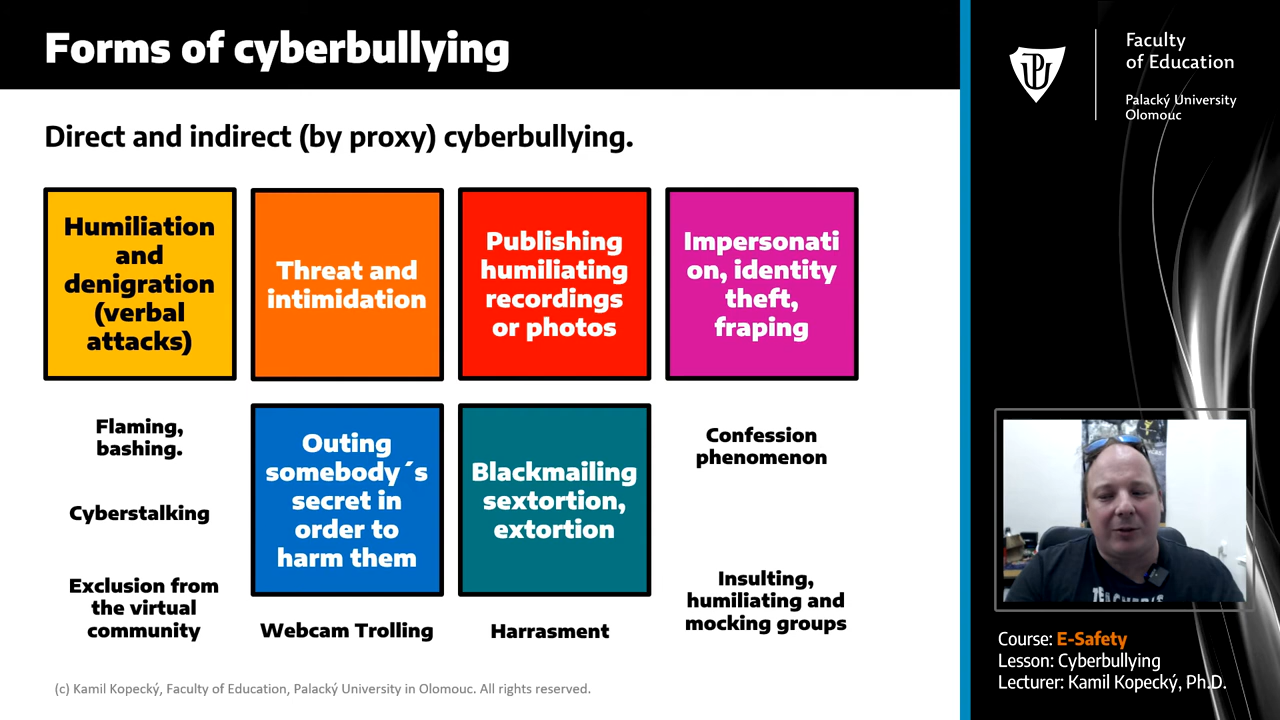 Forms of cyberbullying
Direct and indirect (by proxy) cyberbullying.
Humiliation
and
denigration
(verbal
attacks)
Threat and
intimidation
Publishing
humiliating
recordings
or photos
Impersonati
on, identity
theft,
fraping
Flaming,
bashing.
Cyberstalking
Exclusion from
the virtual
community
Outing
somebody´s
secret in
order to
harm them
Webcam Trolling
Blackmailing
sextortion,
extortion
Harrasment
Confession
phenomenon
Insulting,
humiliating and
mocking groups
(c) Kamil Kopecký, Faculty of Education, Palacký University in Olomouc. All rights reserved.
UP
Faculty
of Education
Palacký University
Olomouc
Course: E-Safety
Lesson: Cyberbullying
Lecturer: Kamil Kopecký, Ph.D.